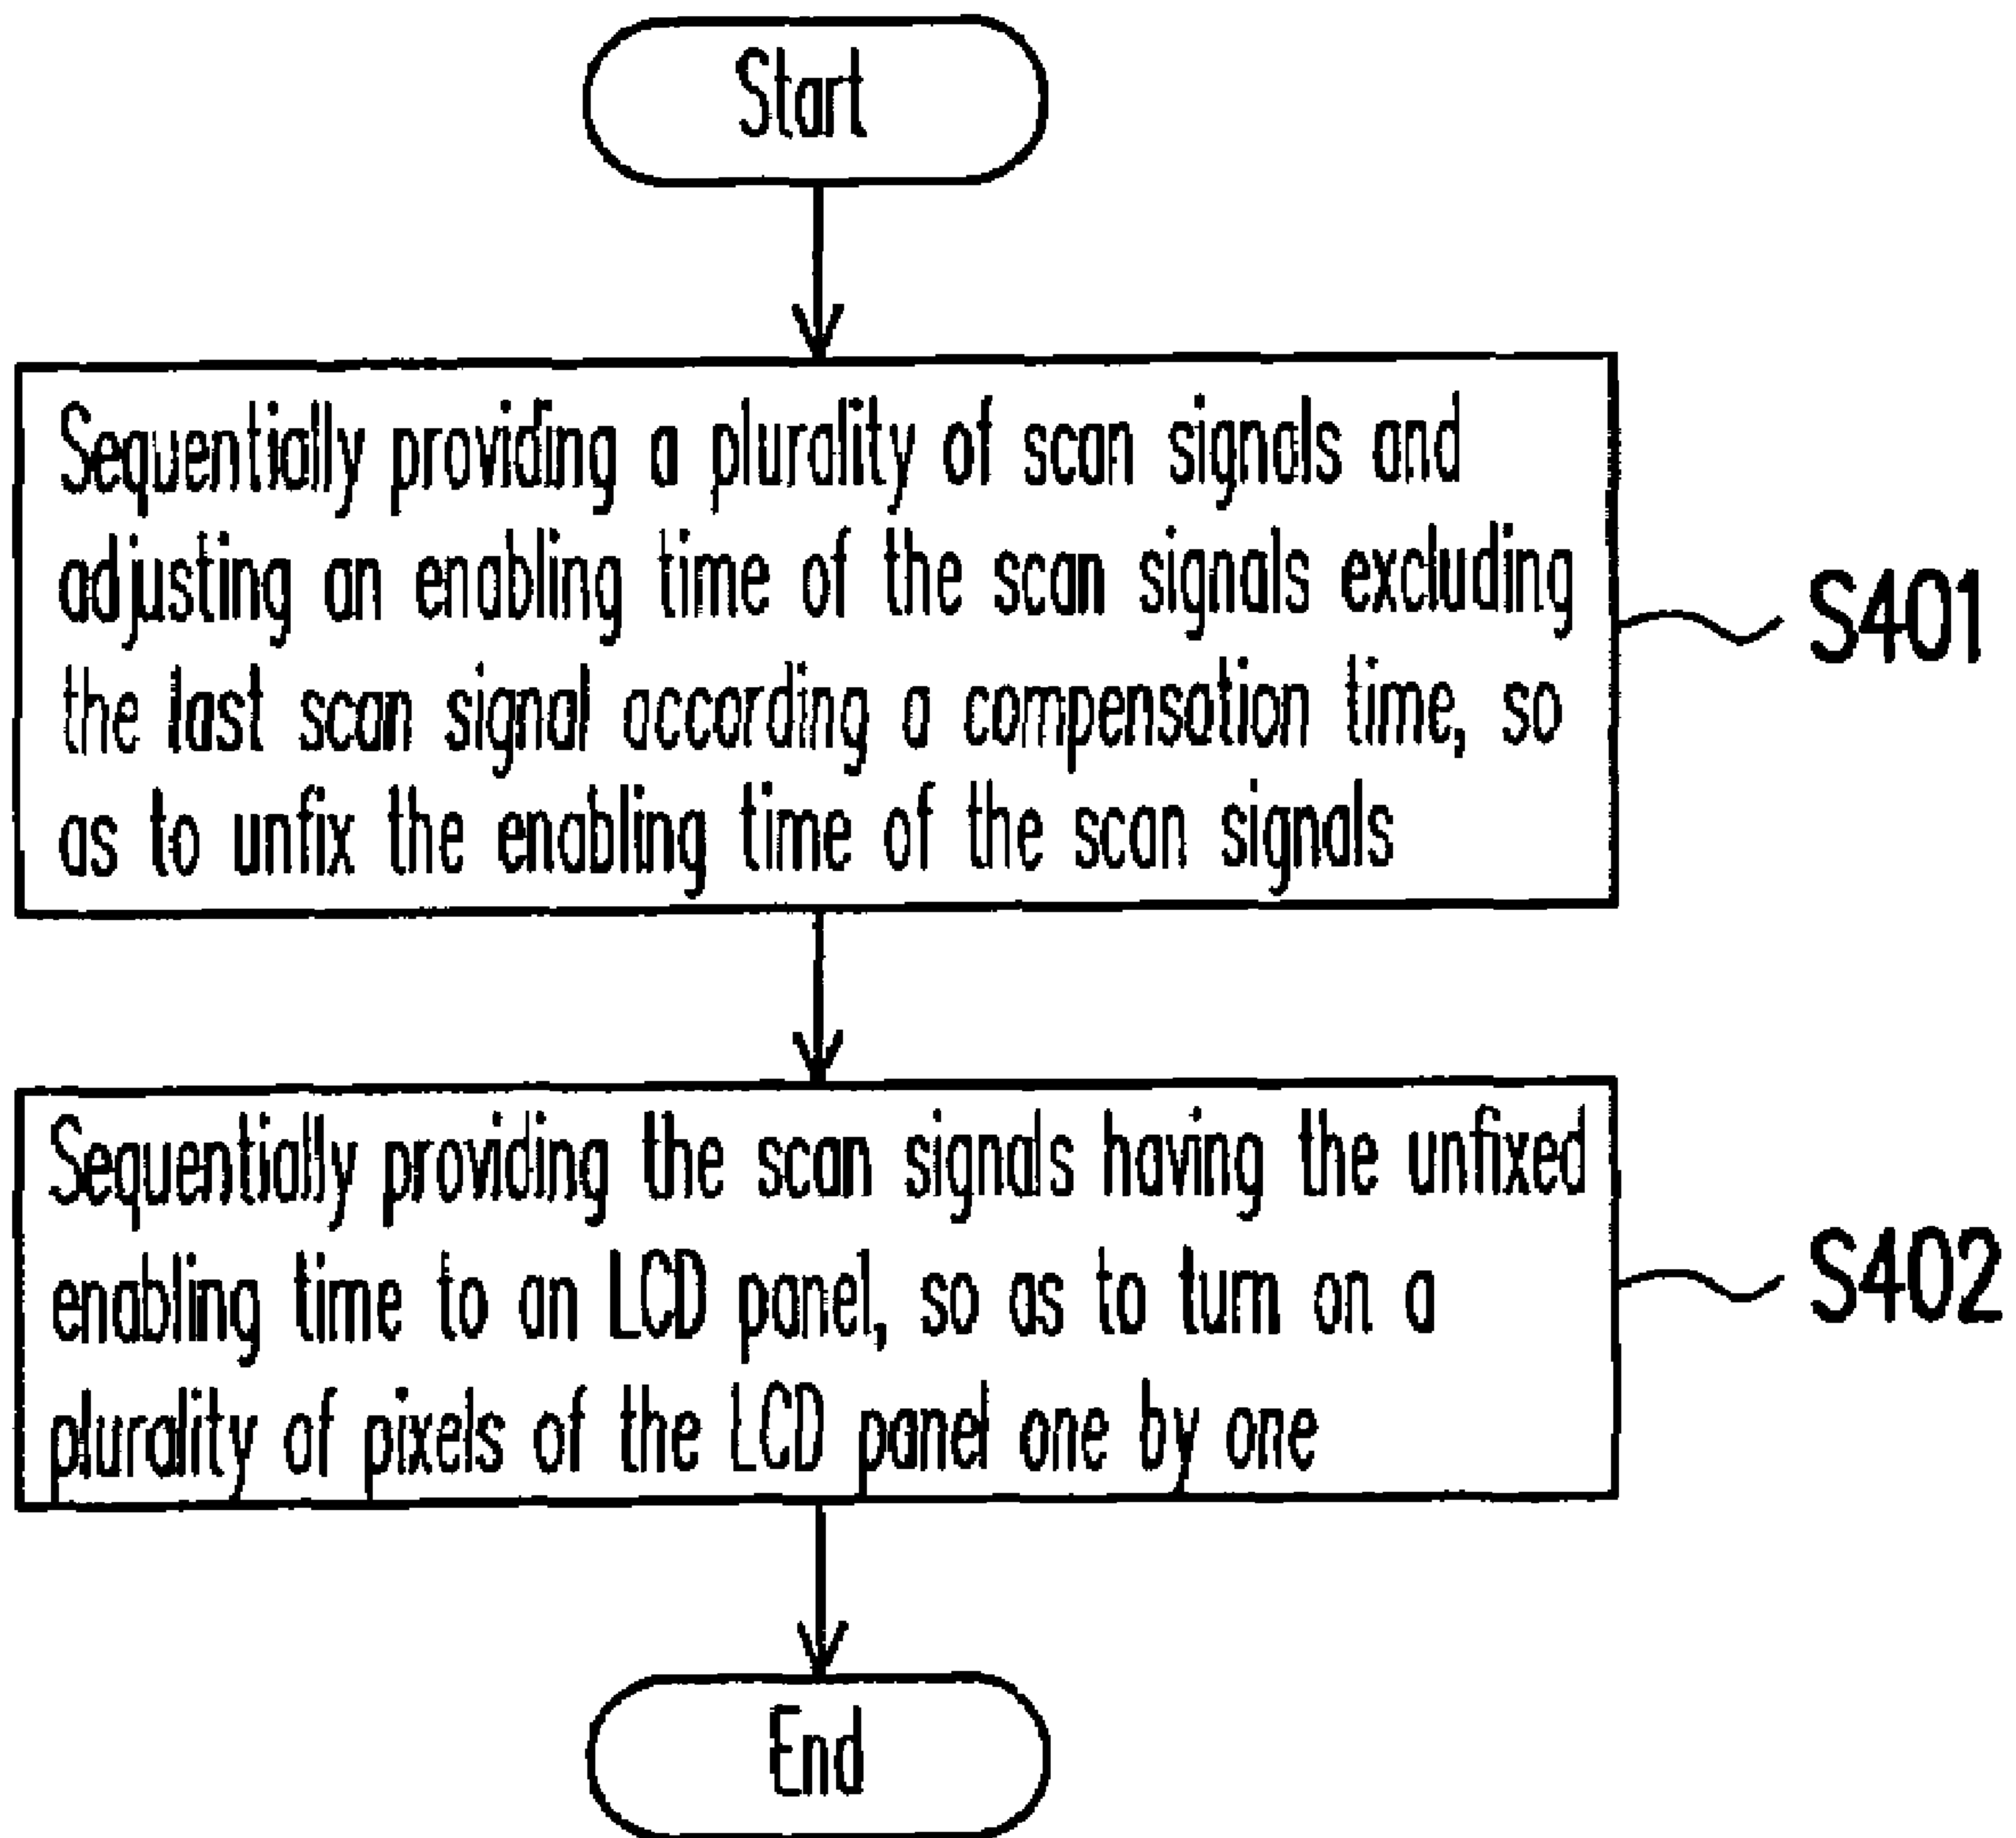 Start
Sequentially providing a plurality of scan signals and
adjusting an enabling time of the scan signals excluding
the last scan signal according a compensation time, so
as to unfix the enabling time of the scan signals
S401
Sequentially providing the scan signals having the unfixed
enabling time to an LCD panel, so as to turn on a
plurality of pixels of the LCD panel one by one
S402
End